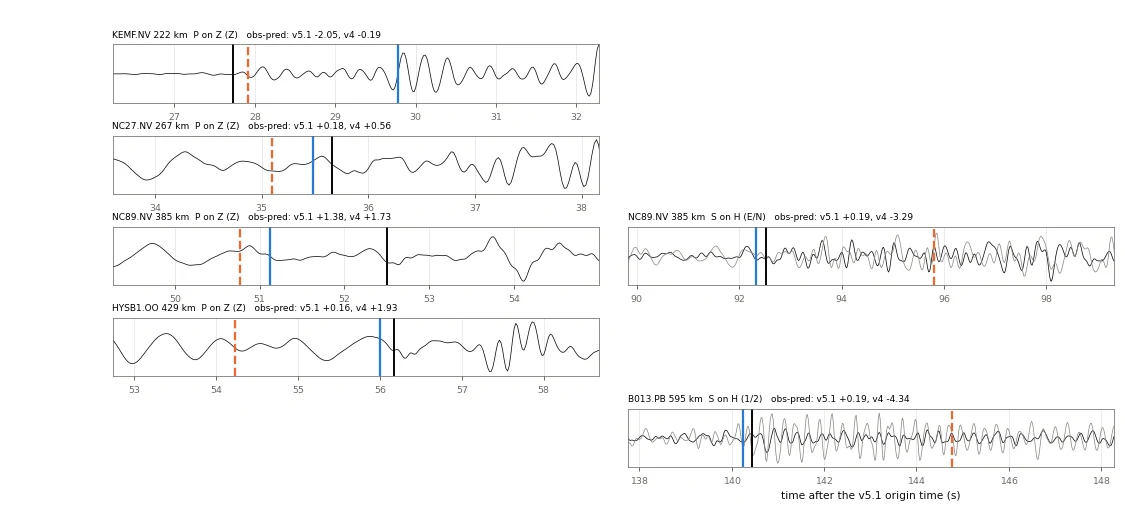 KEMF.NV 222 km P on Z (Z) obs-pred: v5.1 -2.05, v4 -0.19
27 28 29 30 31 32
NC27.NV 267 km P on Z (Z) obs-pred: v5.1 +0.18, v4 +0.56
34 35 36 37 38
NC89.NV 385 km P on Z (Z) obs-pred: v5.1 +1.38, v4 +1.73
50 51 52 53 54
NC89.NV 385 km S on H (E/N) obs-pred: v5.1 +0.19, v4 -3.29
90 92 94 96 98
HYSB1.OO 429 km P on Z (Z) obs-pred: v5.1 +0.16, v4 +1.93
53 54 55 56 57 58
B013.PB 595 km S on H (1/2) obs-pred: v5.1 +0.19, v4 -4.34
138 140 142 144 146 148
time after the v5.1 origin time (s)